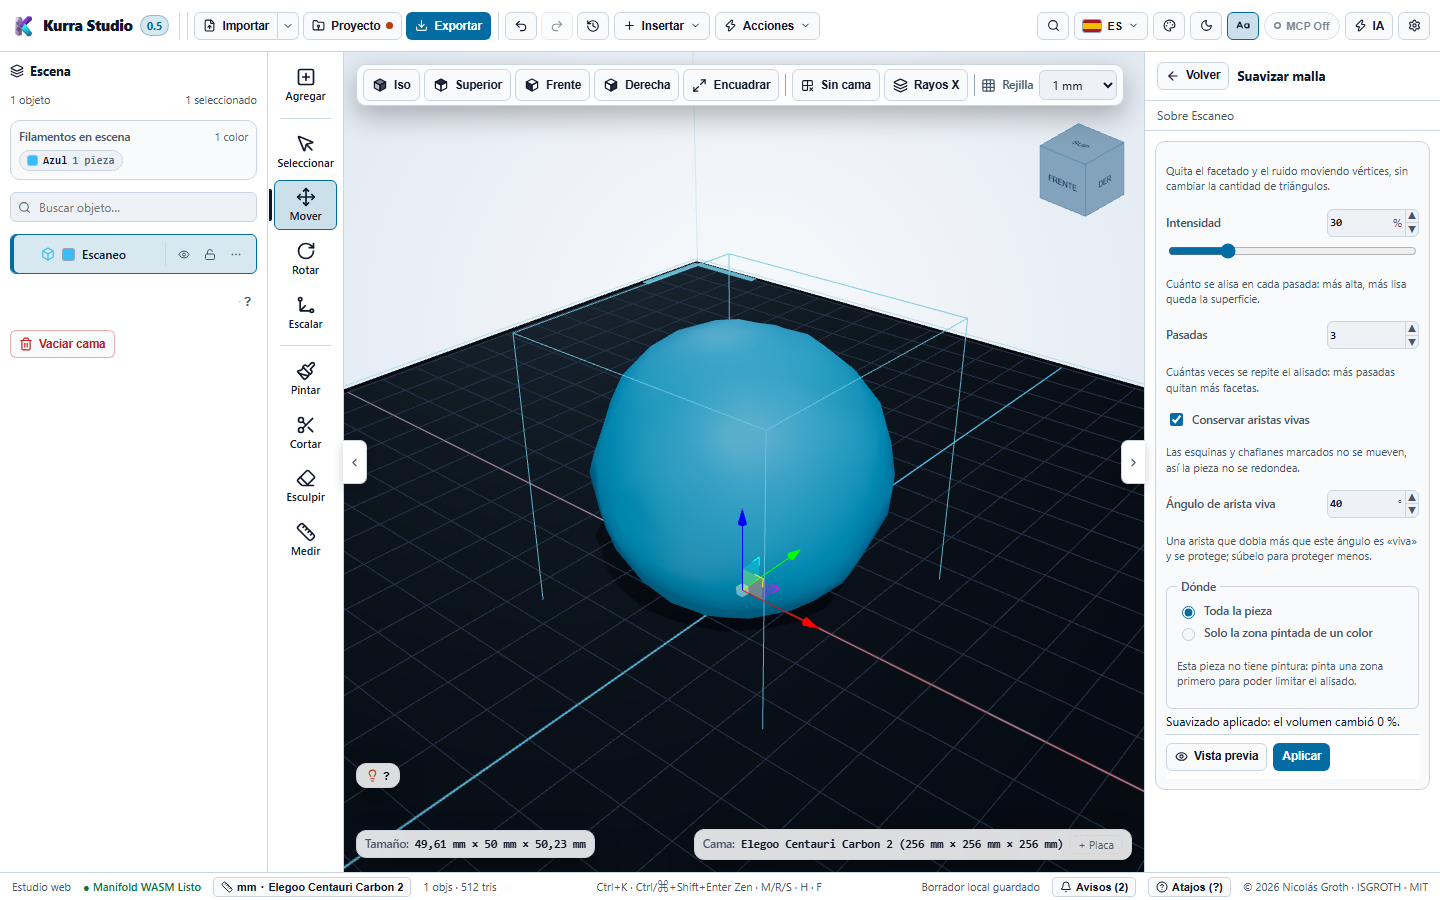 Kurra Studio 0.5
Importar
Proyecto
Exportar
Insertar
Acciones
ES
Aa
MCP Off
IA
Escena
1 objeto
1 seleccionado
Filamentos en escena
1 color
Azul 1 pieza
Buscar objeto...
Escaneo
?
Vaciar cama
Agregar
Seleccionar
Mover
Rotar
Escalar
Pintar
Cortar
Esculpir
Medir
Iso
Superior
Frente
Derecha
Encuadrar
Sin cama
Rayos X
Rejilla
1 mm
SUP
FRENTE
DER
?
Tamaño: 49,61 mm × 50 mm × 50,23 mm
Cama: Elegoo Centauri Carbon 2 (256 mm × 256 mm × 256 mm)
+ Placa
Volver
Suavizar malla
Sobre Escaneo
Quita el facetado y el ruido moviendo vértices, sin
cambiar la cantidad de triángulos.
Intensidad
30 %
Cuánto se alisa en cada pasada: más alta, más lisa
queda la superficie.
Pasadas
3
Cuántas veces se repite el alisado: más pasadas
quitan más facetas.
Conservar aristas vivas
Las esquinas y chaflanes marcados no se mueven,
así la pieza no se redondea.
Ángulo de arista viva
40 °
Una arista que dobla más que este ángulo es «viva»
y se protege; súbelo para proteger menos.
Dónde
Toda la pieza
Solo la zona pintada de un color
Esta pieza no tiene pintura: pinta una zona
primero para poder limitar el alisado.
Suavizado aplicado: el volumen cambió 0 %.
Vista previa
Aplicar
Estudio web
● Manifold WASM Listo
mm · Elegoo Centauri Carbon 2
1 objs · 512 tris
Ctrl+K · Ctrl/⌘+Shift+Enter Zen · M/R/S · H · F
Borrador local guardado
Avisos (2)
Atajos (?)
© 2026 Nicolás Groth · ISGROTH · MIT